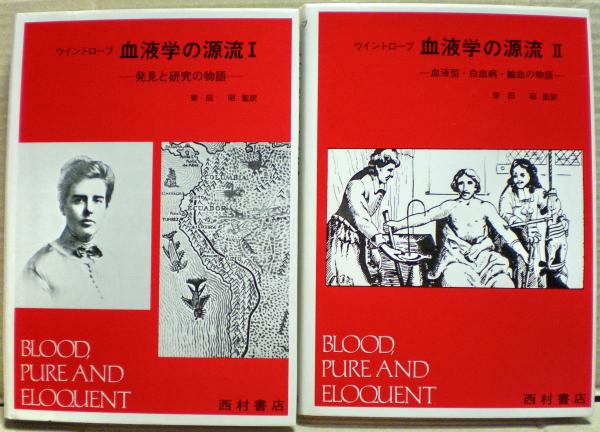 ウイントローブ 血液学の源流 I
―発見と研究の物語―
柴田 昭 監訳
COLOMBIA
TUMBEZ
BLOOD,
PURE AND
ELOQUENT
西村書店
ウイントローブ 血液学の源流 II
―血液型・白血病・輸血の物語―
柴田 昭 監訳
BLOOD,
PURE AND
ELOQUENT
西村書店